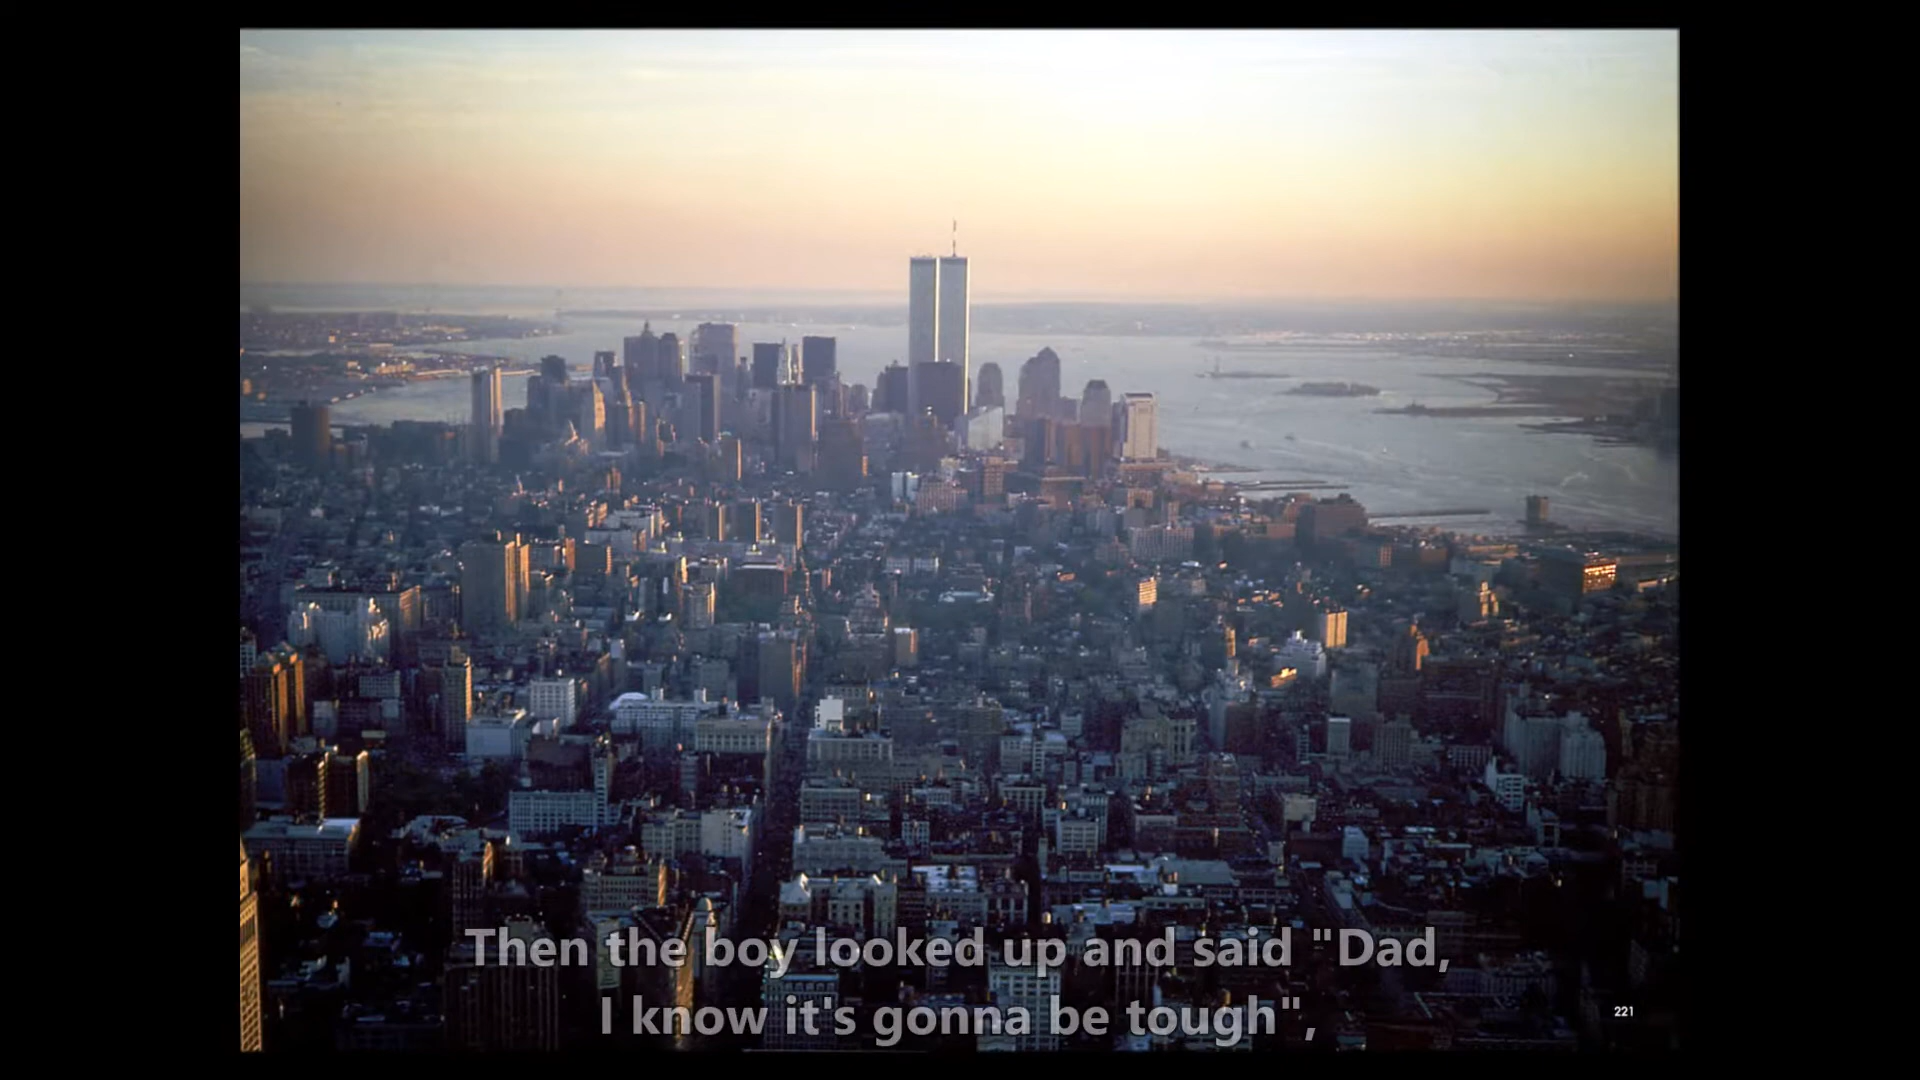 Then the boy looked up and said "Dad,
I know it's gonna be tough",
221